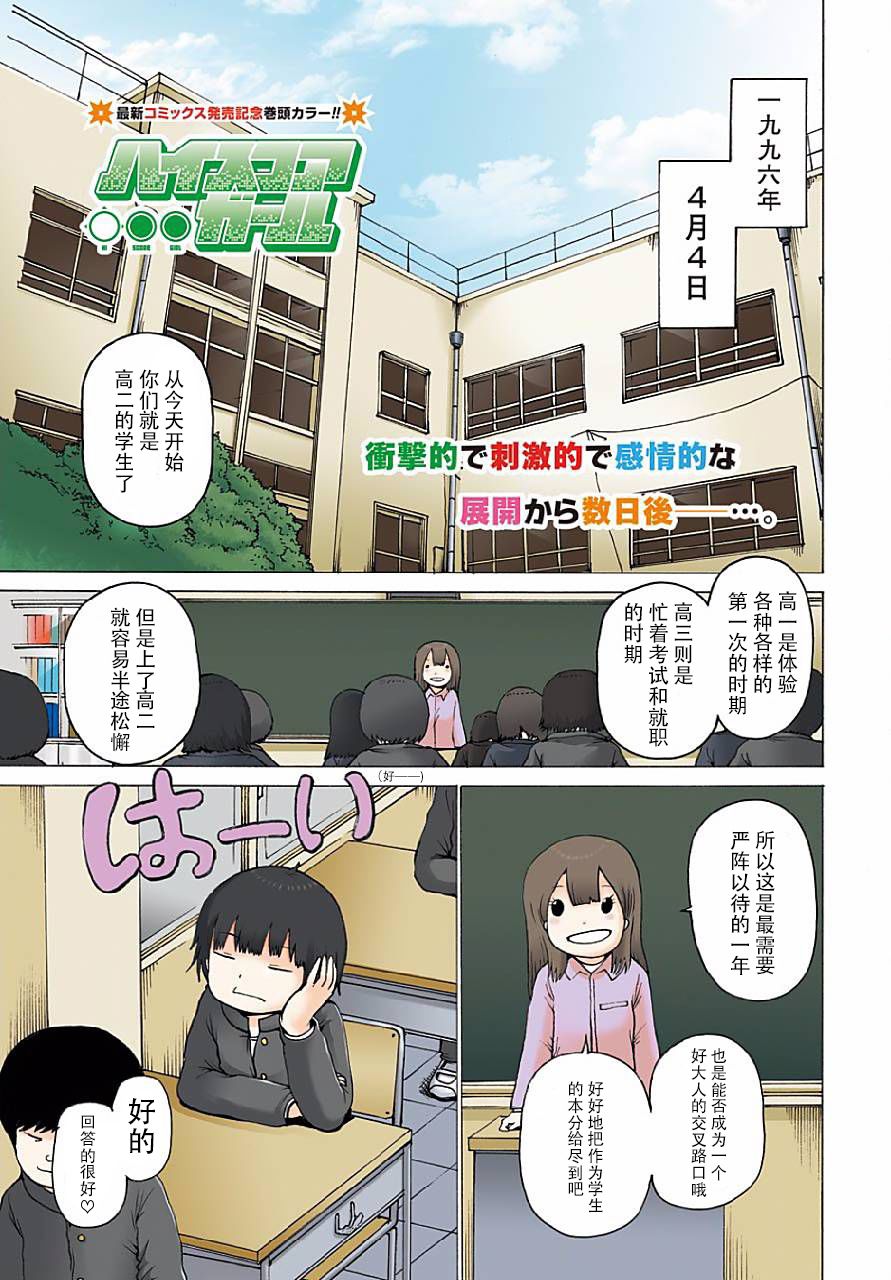 一九九六年
4月4日
最新コミックス発売記念巻頭カラー!!
ハイスコアガール
HI SCORE GIRL
从今天开始
你们就是
高二的学生了
衝撃的で刺激的で感情的な
展開から数日後——…。
高一是体验
各种各样的
第一次的时期
高三则是
忙着考试和就职
的时期
但是上了高二
就容易半途松懈
所以这是最需要
严阵以待的一年
也是能否成为一个
好大人的交叉路口哦
好好地把作为学生
的本分给尽到吧
(好——)
はーい
好的
回答的很好♡